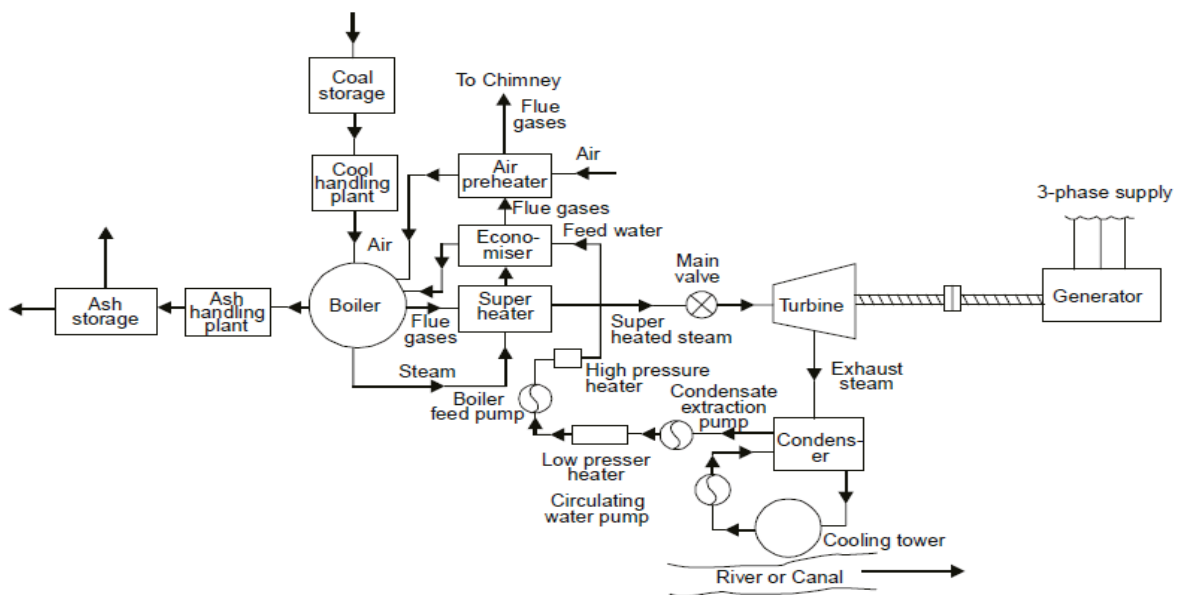 Coal
storage
To Chimney
Flue
gases
Cool
handling
plant
Air
preheater
Air
Flue gases
3-phase supply
Air
Econo-
miser
Feed water
Main
valve
Boiler
Super
heater
Turbine
Generator
Ash
storage
Ash
handling
plant
Flue
gases
Super
heated steam
Steam
High pressure
heater
Exhaust
steam
Boiler
feed pump
Condensate
extraction
pump
Condens-
er
Low presser
heater
Circulating
water pump
Cooling tower
River or Canal